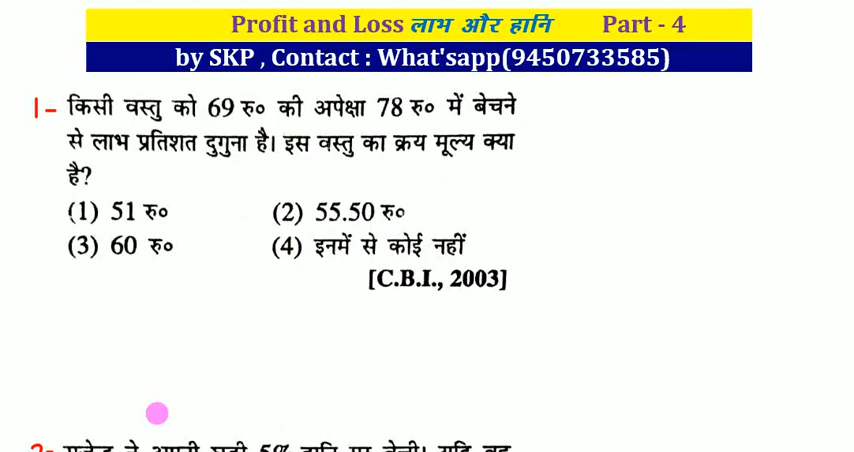 Profit and Loss लाभ और हानि Part - 4
by SKP , Contact : What'sapp(9450733585)
1- किसी वस्तु को 69 रु० की अपेक्षा 78 रु० में बेचने
से लाभ प्रतिशत दुगुना है। इस वस्तु का क्रय मूल्य क्या
है?
(1) 51 रु० (2) 55.50 रु०
(3) 60 रु० (4) इनमें से कोई नहीं
[C.B.I., 2003]